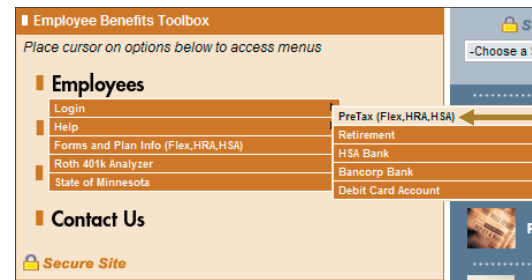 Employee Benefits Toolbox
Place cursor on options below to access menus
Employees
Login
Help
Forms and Plan Info (Flex,HRA,HSA)
Roth 401k Analyzer
State of Minnesota
PreTax (Flex,HRA,HSA)
Retirement
HSA Bank
Bancorp Bank
Debit Card Account
Contact Us
Secure Site
-Choose a